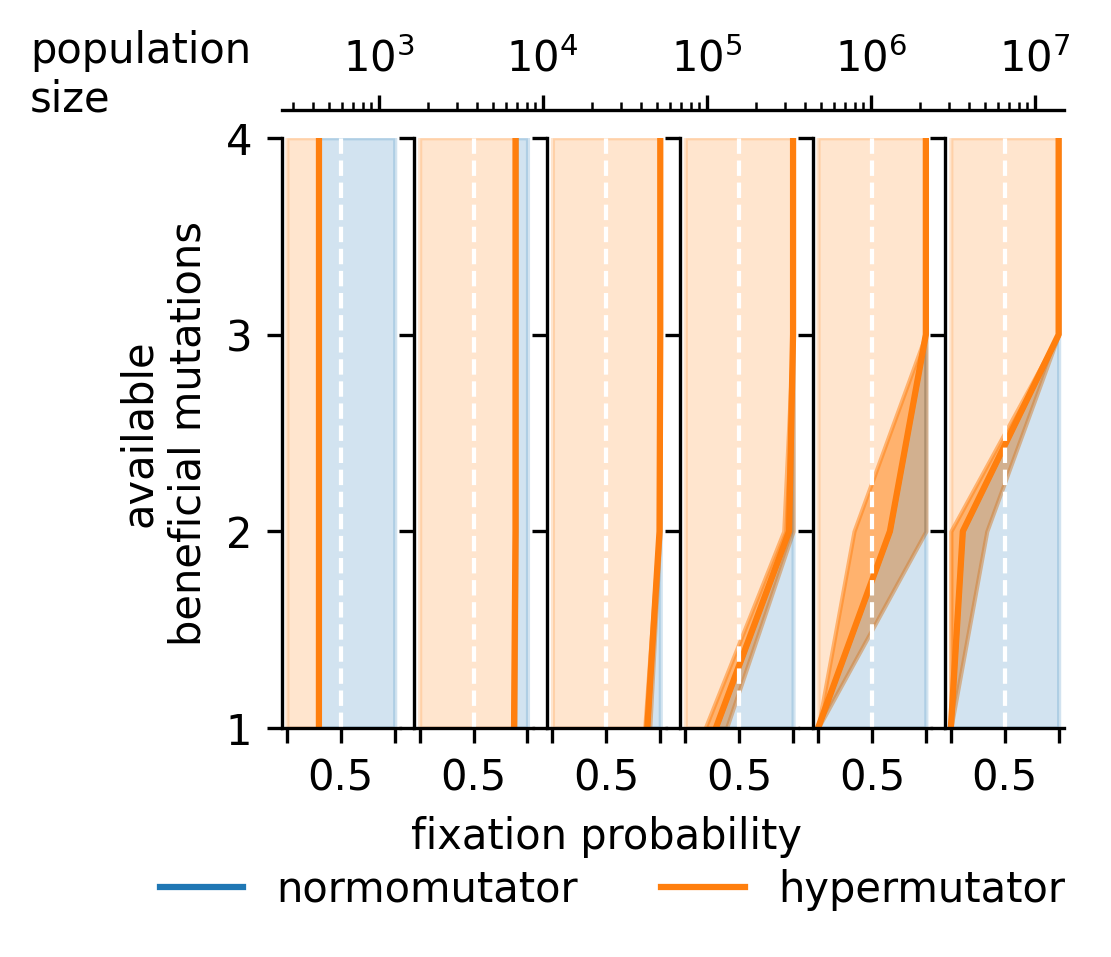 population
size
10³ 10⁴ 10⁵ 10⁶ 10⁷
4
3
2
1
available
beneficial mutations
0.5 0.5 0.5 0.5 0.5 0.5
fixation probability
normomutator hypermutator